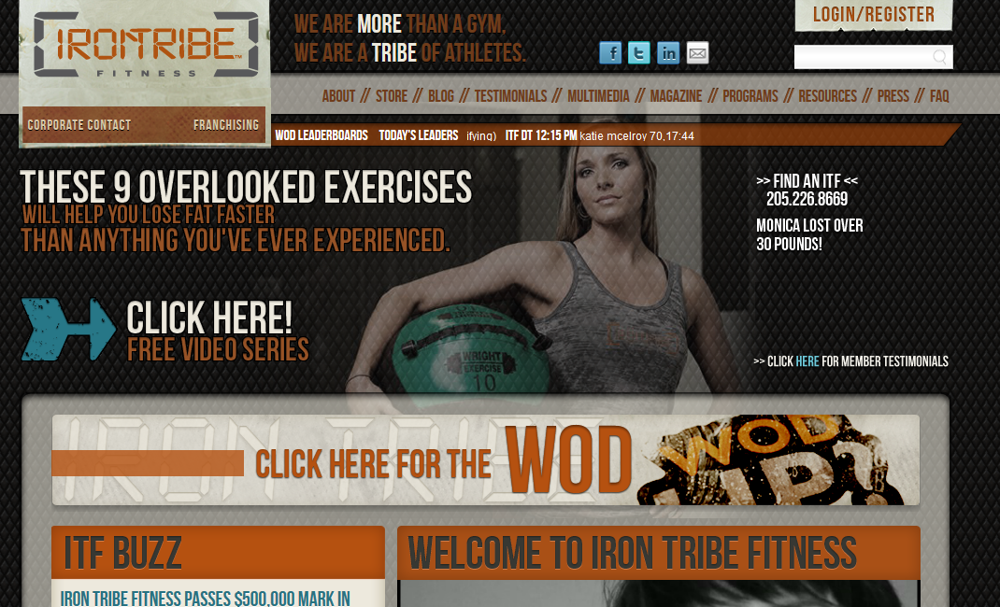 IRON TRIBE™
FITNESS
CORPORATE CONTACT
FRANCHISING
WE ARE MORE THAN A GYM,
WE ARE A TRIBE OF ATHLETES.
f t in
LOGIN/REGISTER
ABOUT // STORE // BLOG // TESTIMONIALS // MULTIMEDIA // MAGAZINE // PROGRAMS // RESOURCES // PRESS // FAQ
WOD LEADERBOARDS TODAY'S LEADERS ifying) ITF DT 12:15 PM katie mcelroy 70,17:44
THESE 9 OVERLOOKED EXERCISES
WILL HELP YOU LOSE FAT FASTER
THAN ANYTHING YOU'VE EVER EXPERIENCED.
>> FIND AN ITF <<
205.226.8669
MONICA LOST OVER
30 POUNDS!
CLICK HERE!
FREE VIDEO SERIES
WRIGHT
EXERCISE
10
>> CLICK HERE FOR MEMBER TESTIMONIALS
IRON TRIBE
CLICK HERE FOR THE WOD
WOD
UP!
ITF BUZZ
WELCOME TO IRON TRIBE FITNESS
IRON TRIBE FITNESS PASSES $500,000 MARK IN